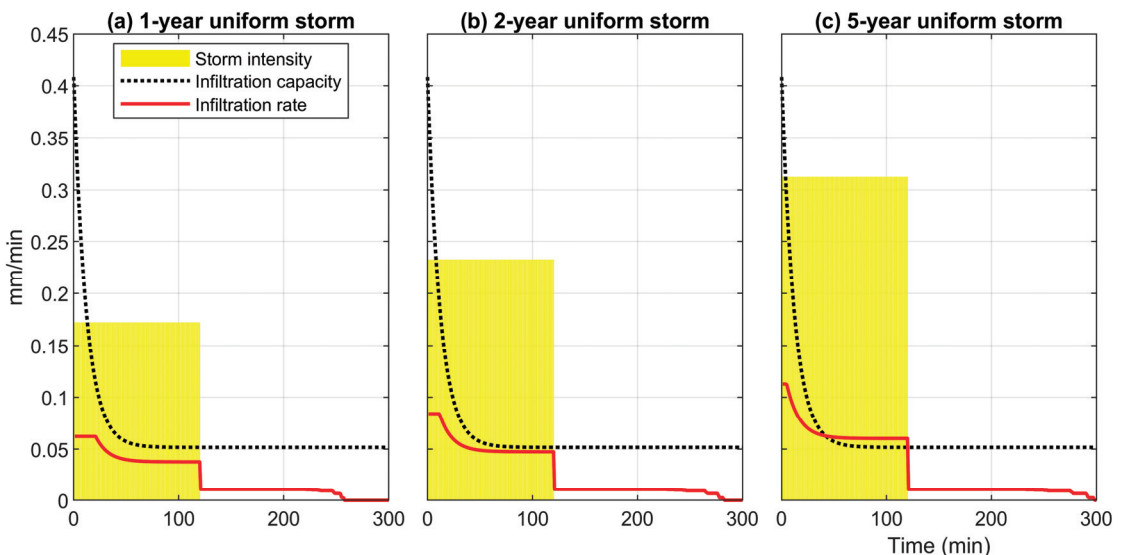 (a) 1-year uniform storm
(b) 2-year uniform storm
(c) 5-year uniform storm
Storm intensity
Infiltration capacity
Infiltration rate
mm/min
0.45
0.4
0.35
0.3
0.25
0.2
0.15
0.1
0.05
0
0 100 200 300
0 100 200 300
0 100 200 300
Time (min)